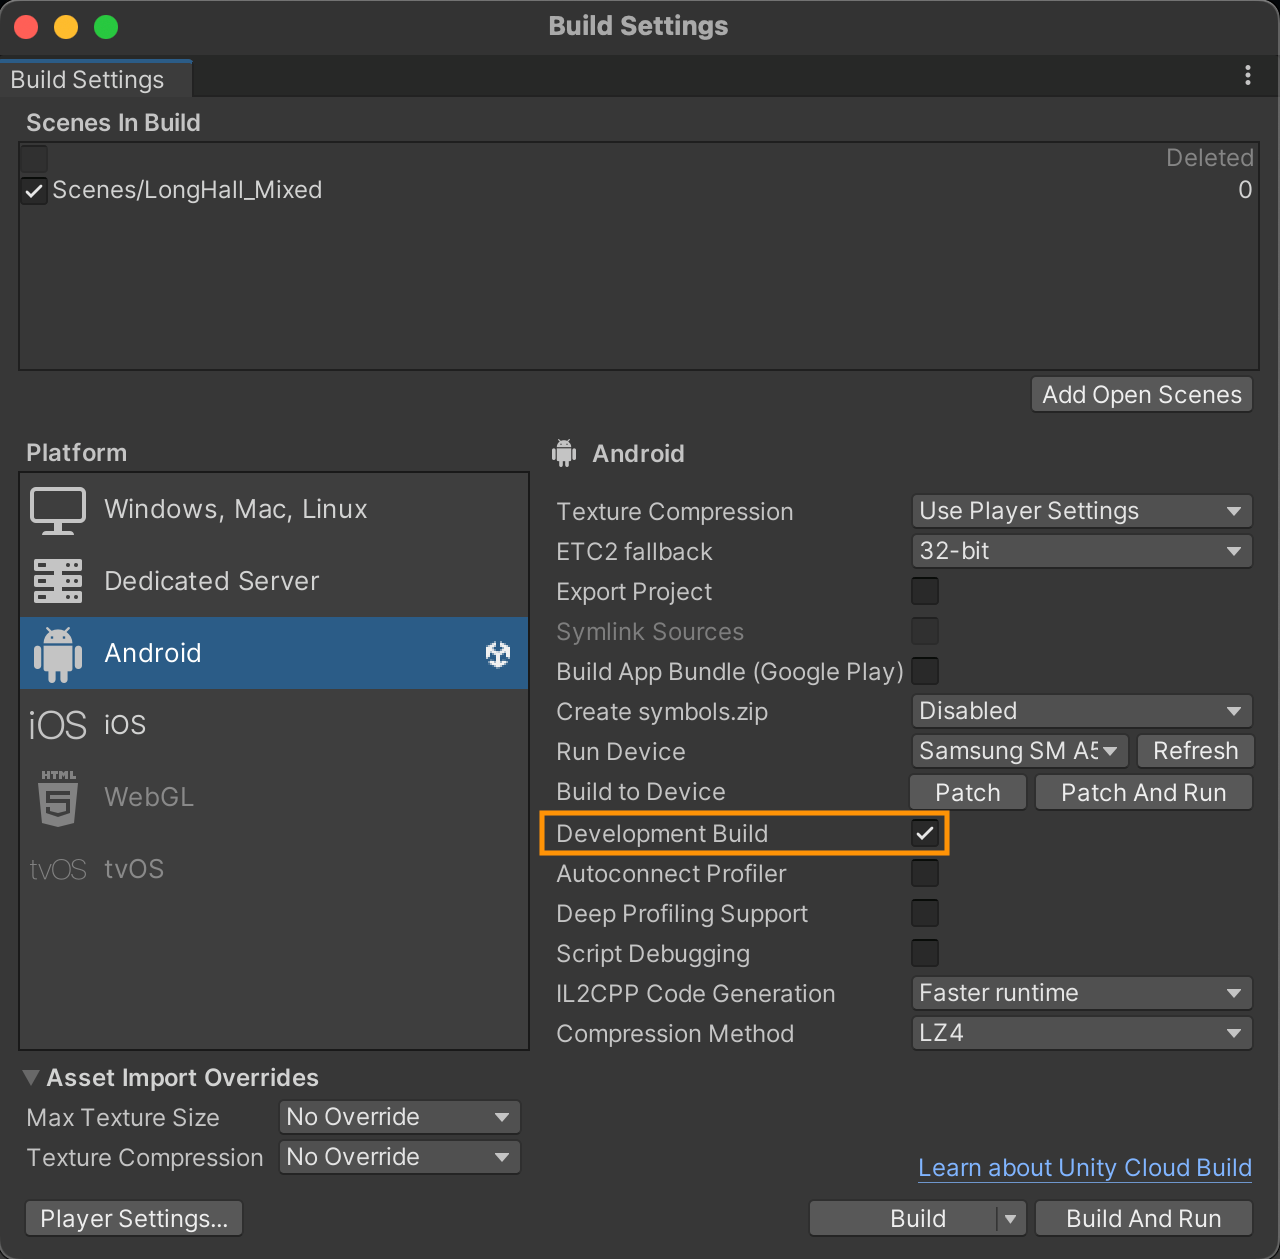 Build Settings
Build Settings
Scenes In Build
Deleted
Scenes/LongHall_Mixed 0
Add Open Scenes
Platform
Windows, Mac, Linux
Dedicated Server
Android
iOS iOS
HTML 5 WebGL
tvOS tvOS
Android
Texture Compression Use Player Settings
ETC2 fallback 32-bit
Export Project
Symlink Sources
Build App Bundle (Google Play)
Create symbols.zip Disabled
Run Device Samsung SM A5 Refresh
Build to Device Patch Patch And Run
Development Build
Autoconnect Profiler
Deep Profiling Support
Script Debugging
IL2CPP Code Generation Faster runtime
Compression Method LZ4
Asset Import Overrides
Max Texture Size No Override
Texture Compression No Override
Learn about Unity Cloud Build
Player Settings... Build Build And Run